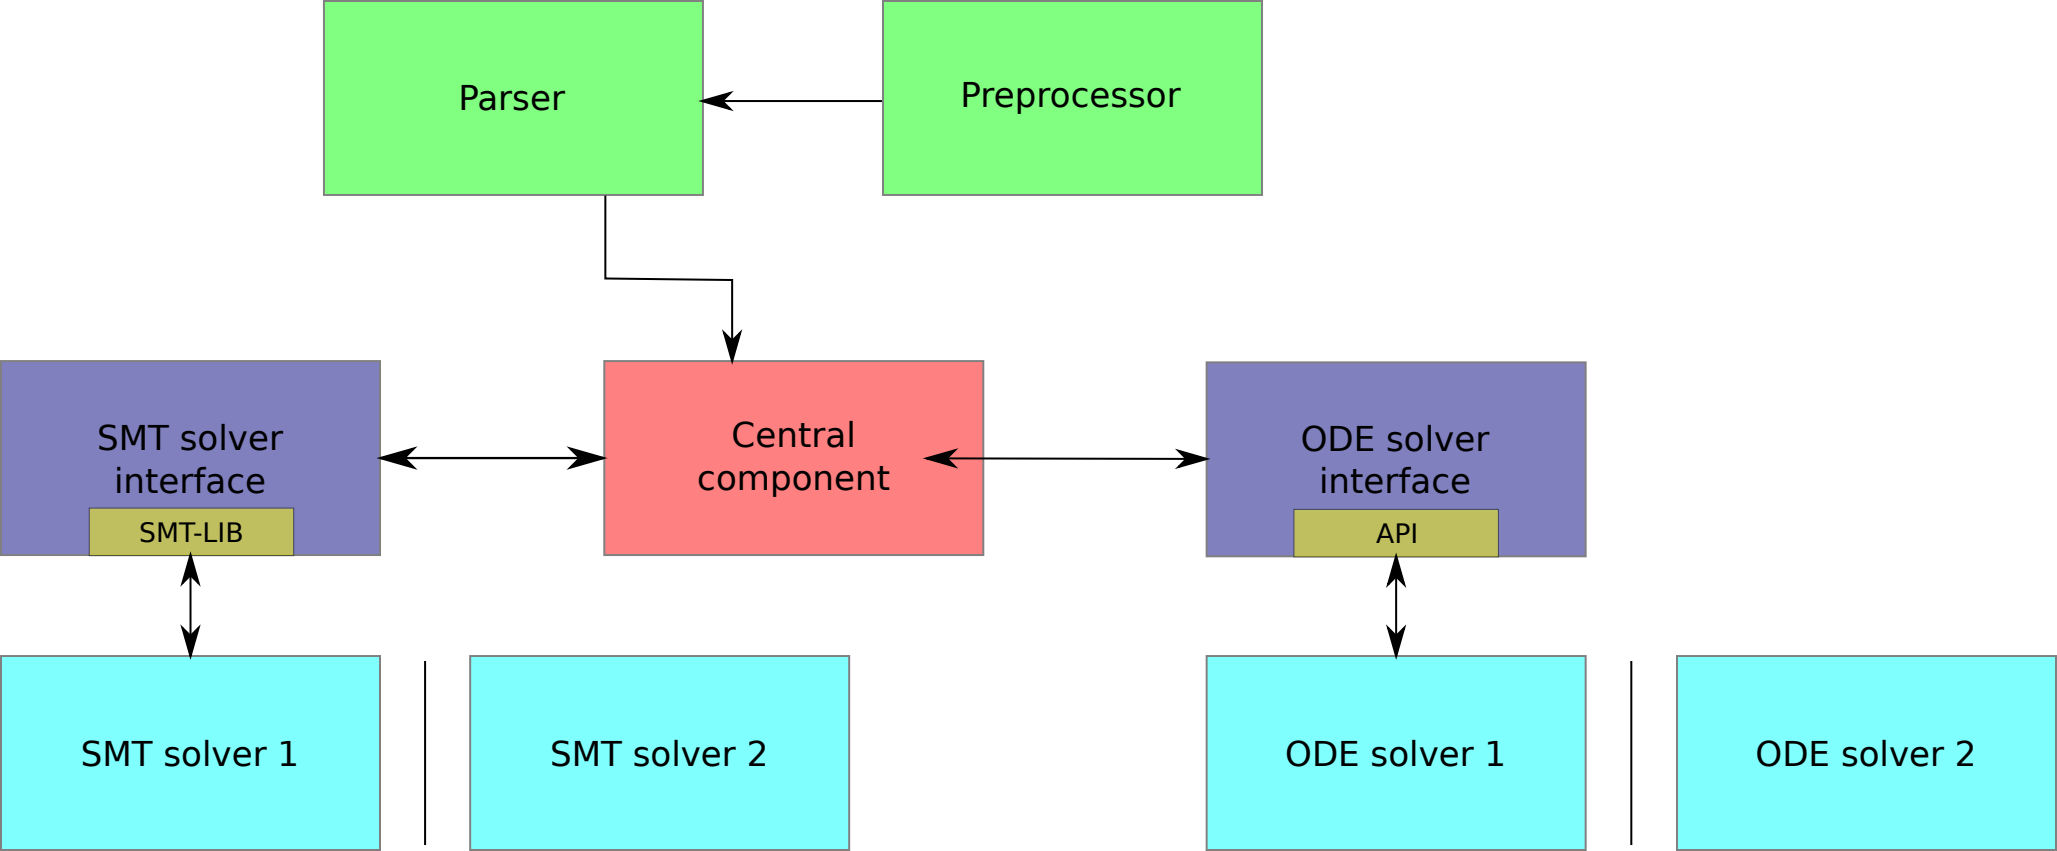 Parser
Preprocessor
SMT solver
interface
SMT-LIB
Central
component
ODE solver
interface
API
SMT solver 1
SMT solver 2
ODE solver 1
ODE solver 2